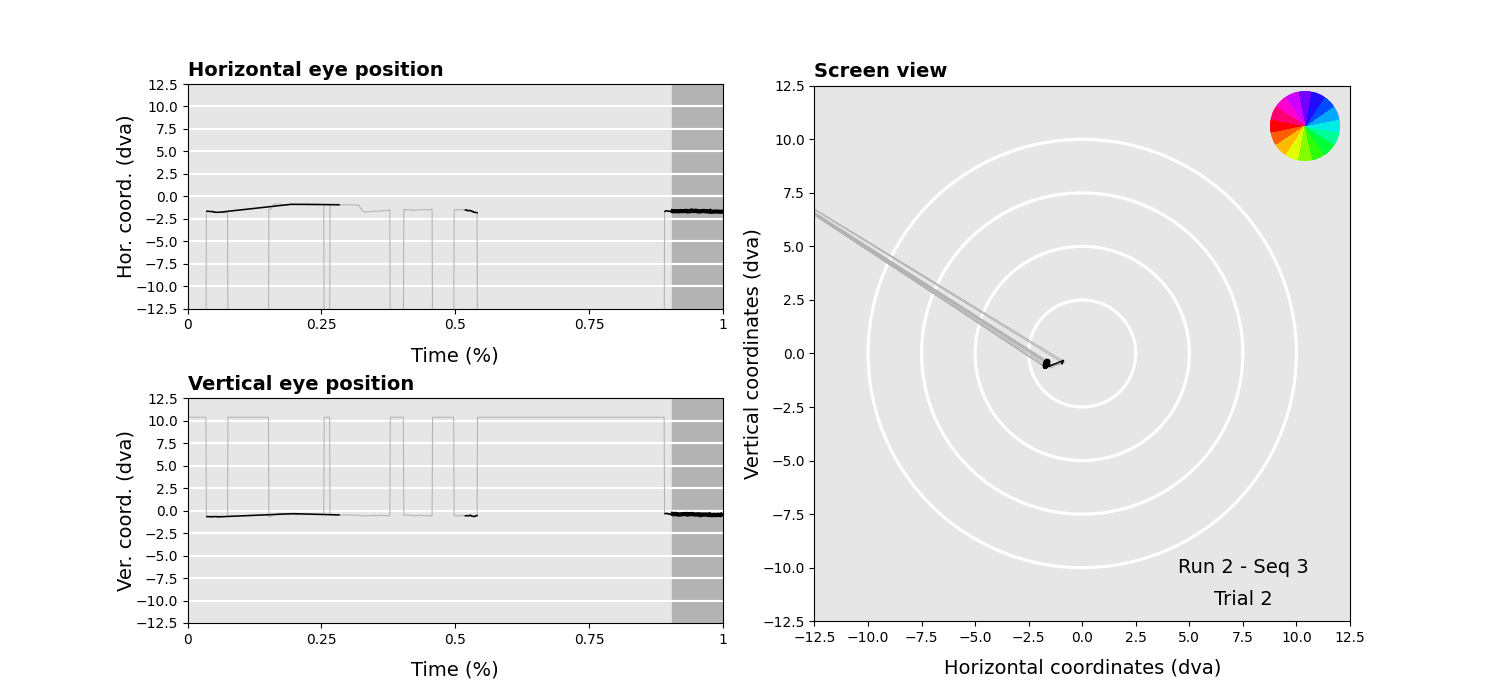 Horizontal eye position
Hor. coord. (dva)
12.5
10.0
7.5
5.0
2.5
0.0
−2.5
−5.0
−7.5
−10.0
−12.5
0 0.25 0.5 0.75 1
Time (%)
Vertical eye position
Ver. coord. (dva)
12.5
10.0
7.5
5.0
2.5
0.0
−2.5
−5.0
−7.5
−10.0
−12.5
0 0.25 0.5 0.75 1
Time (%)
Screen view
Vertical coordinates (dva)
12.5
10.0
7.5
5.0
2.5
0.0
−2.5
−5.0
−7.5
−10.0
−12.5
Run 2 - Seq 3
Trial 2
−12.5 −10.0 −7.5 −5.0 −2.5 0.0 2.5 5.0 7.5 10.0 12.5
Horizontal coordinates (dva)